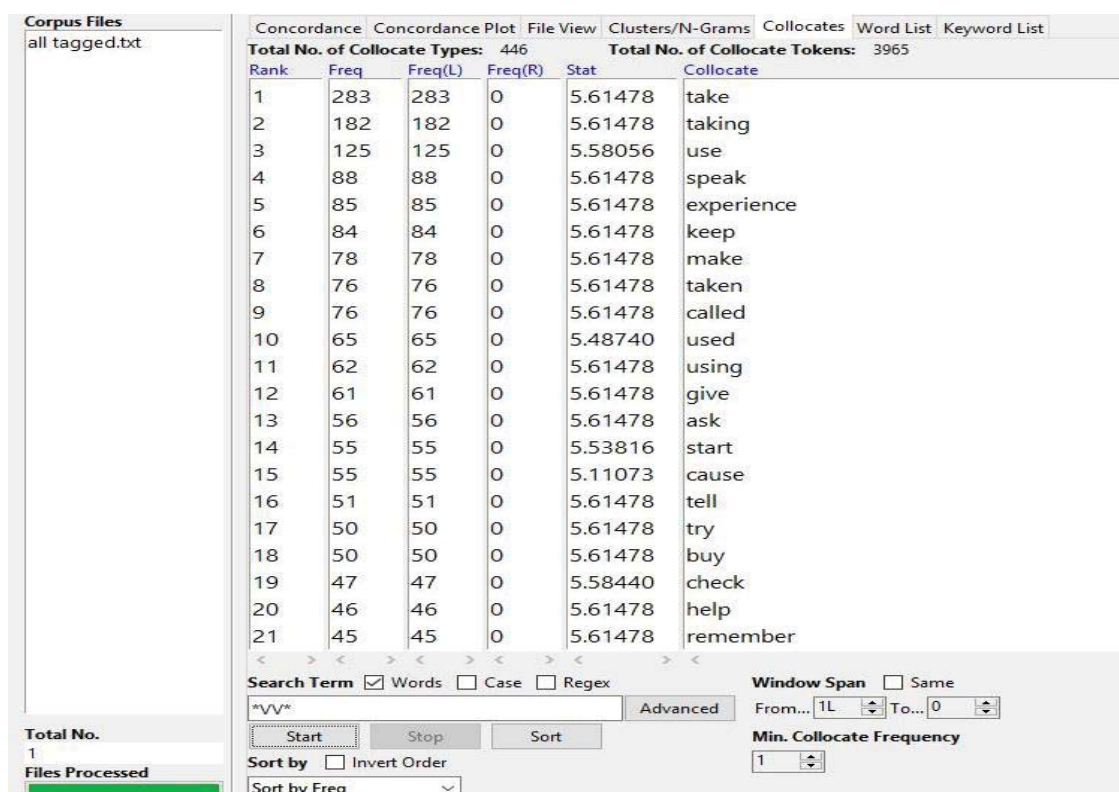 Corpus Files
all tagged.txt
Concordance Concordance Plot File View Clusters/N-Grams Collocates Word List Keyword List
Total No. of Collocate Types: 446 Total No. of Collocate Tokens: 3965
Rank Freq Freq(L) Freq(R) Stat Collocate
1 283 283 0 5.61478 take
2 182 182 0 5.61478 taking
3 125 125 0 5.58056 use
4 88 88 0 5.61478 speak
5 85 85 0 5.61478 experience
6 84 84 0 5.61478 keep
7 78 78 0 5.61478 make
8 76 76 0 5.61478 taken
9 76 76 0 5.61478 called
10 65 65 0 5.48740 used
11 62 62 0 5.61478 using
12 61 61 0 5.61478 give
13 56 56 0 5.61478 ask
14 55 55 0 5.53816 start
15 55 55 0 5.11073 cause
16 51 51 0 5.61478 tell
17 50 50 0 5.61478 try
18 50 50 0 5.61478 buy
19 47 47 0 5.58440 check
20 46 46 0 5.61478 help
21 45 45 0 5.61478 remember
Search Term Words Case Regex Window Span Same
*VV* Advanced From... 1L To... 0
Start Stop Sort Min. Collocate Frequency
Sort by Invert Order 1
Sort by Freq
Total No.
1
Files Processed